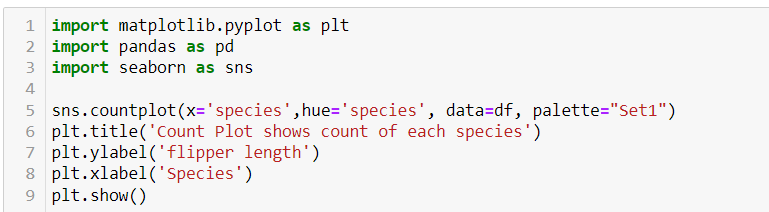 1 import matplotlib.pyplot as plt
2 import pandas as pd
3 import seaborn as sns
4
5 sns.countplot(x='species',hue='species', data=df, palette="Set1")
6 plt.title('Count Plot shows count of each species')
7 plt.ylabel('flipper length')
8 plt.xlabel('Species')
9 plt.show()